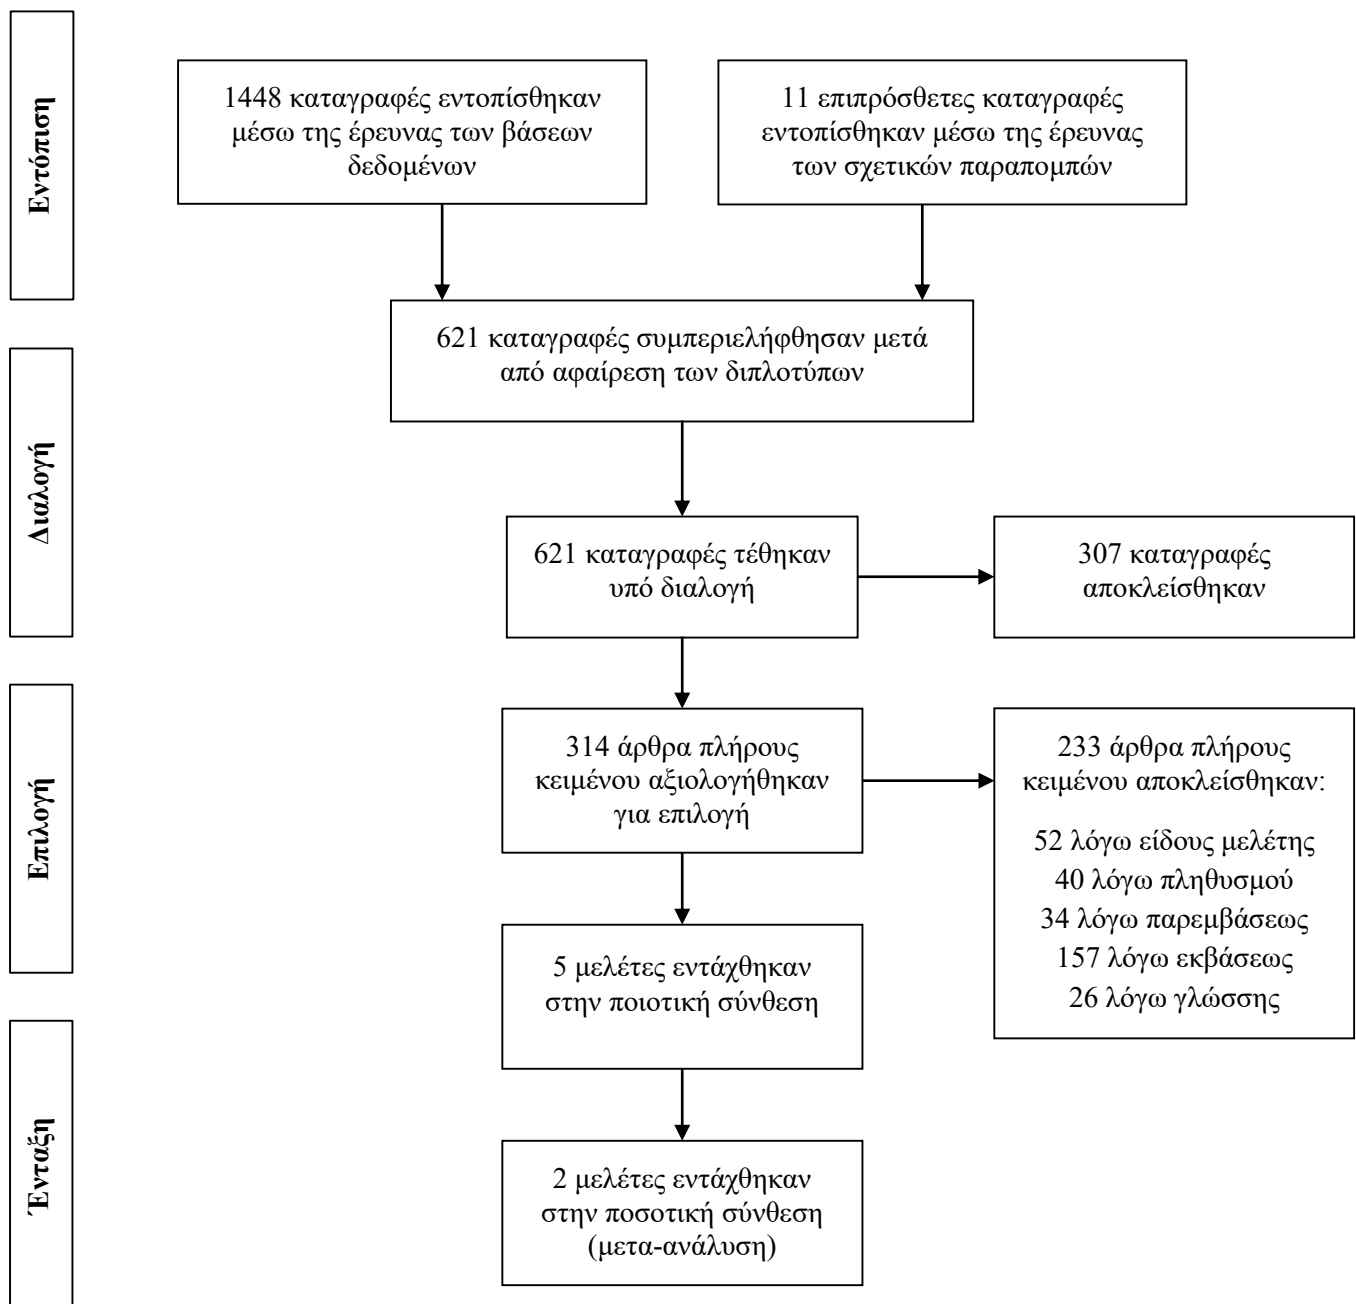 Εντόπιση
1448 καταγραφές εντοπίσθηκαν
μέσω της έρευνας των βάσεων
δεδομένων
11 επιπρόσθετες καταγραφές
εντοπίσθηκαν μέσω της έρευνας
των σχετικών παραπομπών
621 καταγραφές συμπεριελήφθησαν μετά
από αφαίρεση των διπλοτύπων
Διαλογή
621 καταγραφές τέθηκαν
υπό διαλογή
307 καταγραφές
αποκλείσθηκαν
Επιλογή
314 άρθρα πλήρους
κειμένου αξιολογήθηκαν
για επιλογή
233 άρθρα πλήρους
κειμένου αποκλείσθηκαν:
52 λόγω είδους μελέτης
40 λόγω πληθυσμού
34 λόγω παρεμβάσεως
157 λόγω εκβάσεως
26 λόγω γλώσσης
5 μελέτες εντάχθηκαν
στην ποιοτική σύνθεση
Ένταξη
2 μελέτες εντάχθηκαν
στην ποσοτική σύνθεση
(μετα-ανάλυση)